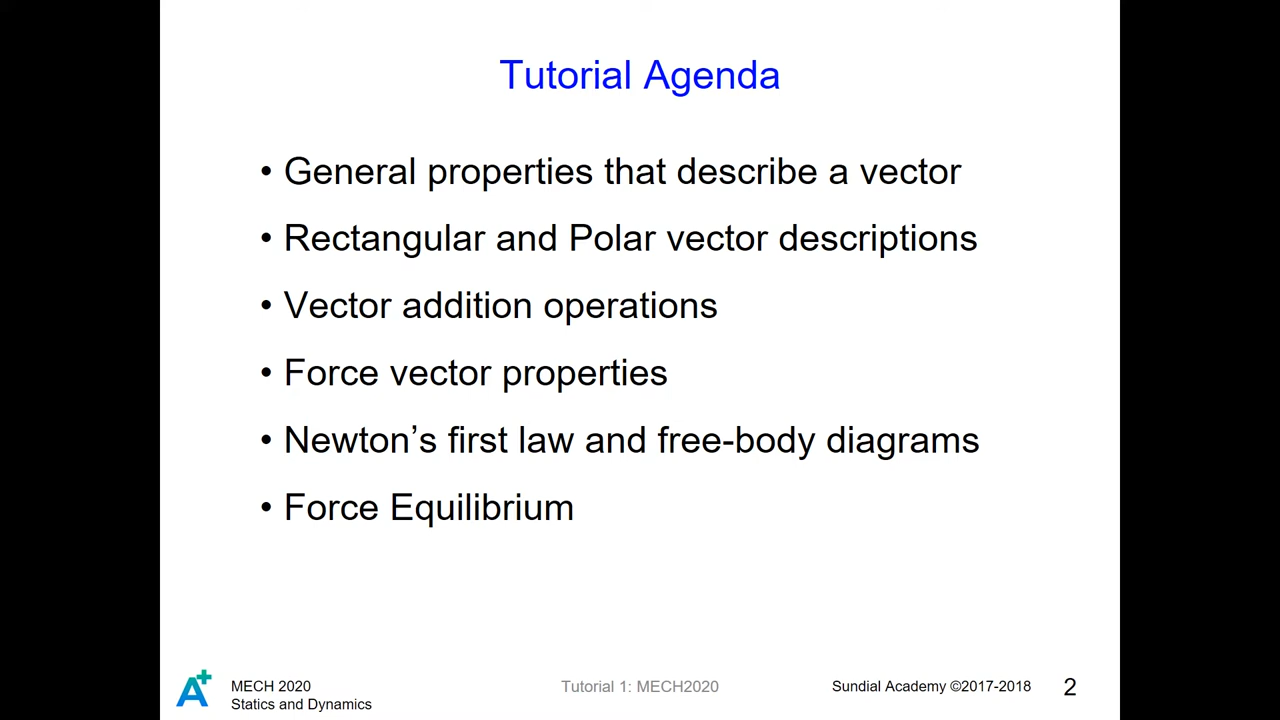 Tutorial Agenda
• General properties that describe a vector
• Rectangular and Polar vector descriptions
• Vector addition operations
• Force vector properties
• Newton’s first law and free-body diagrams
• Force Equilibrium
A+
MECH 2020
Statics and Dynamics
Tutorial 1: MECH2020
Sundial Academy ©2017-2018
2